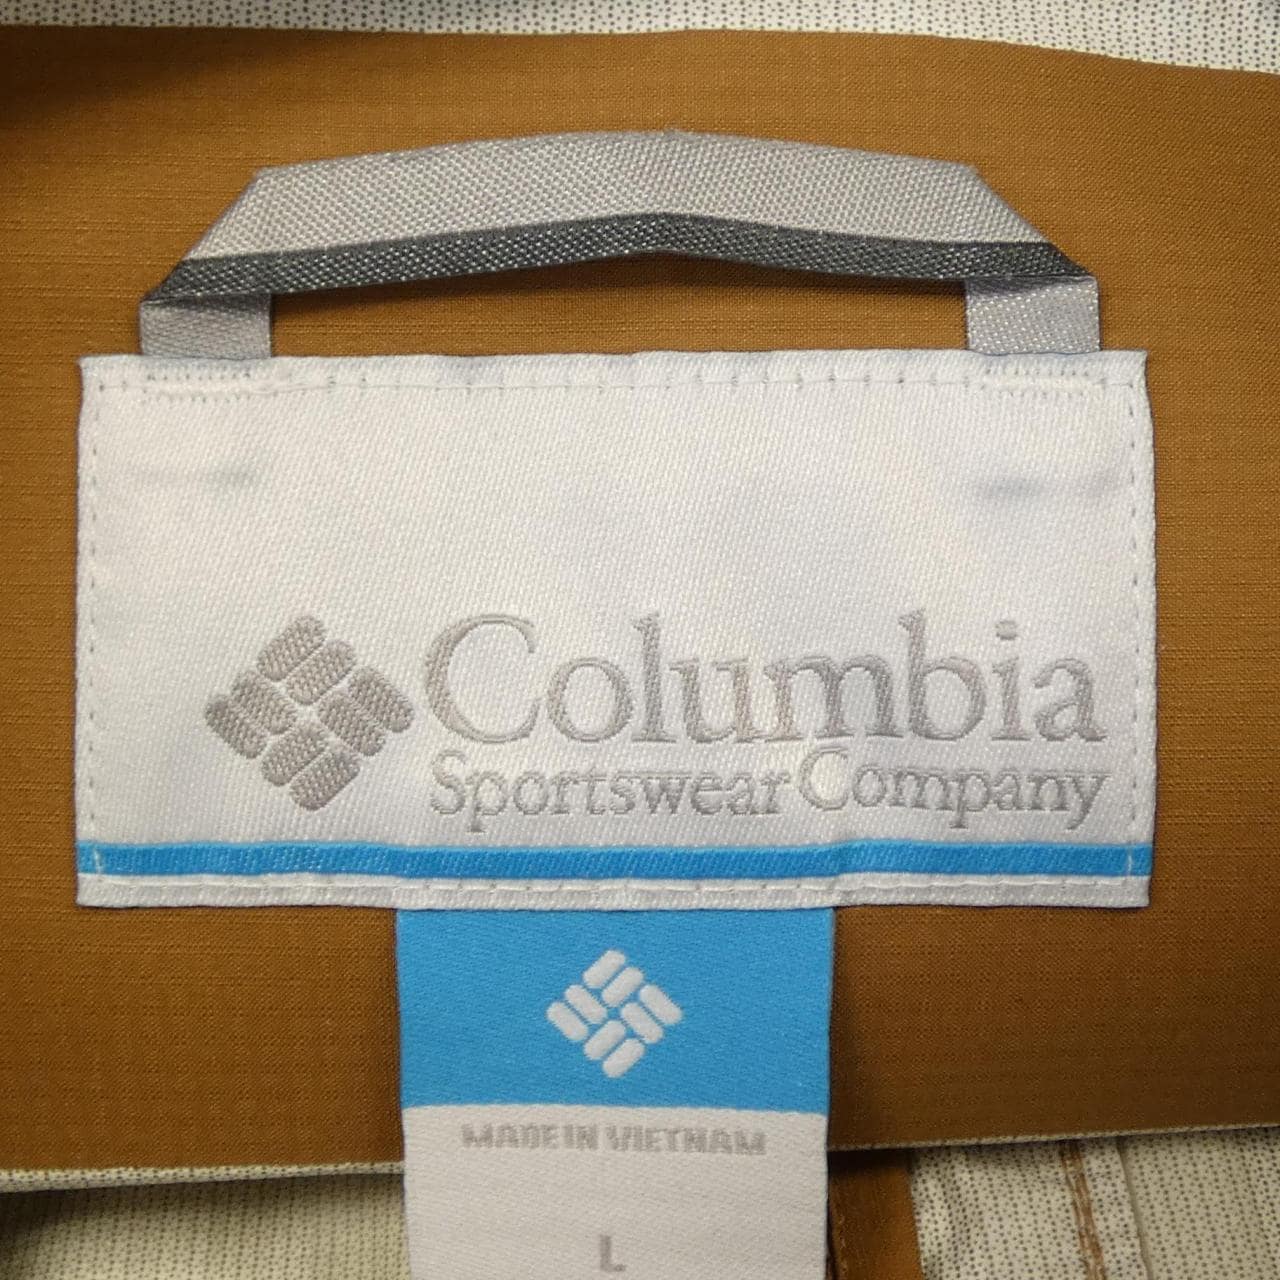 Columbia
Sportswear Company
MADE IN VIETNAM
L